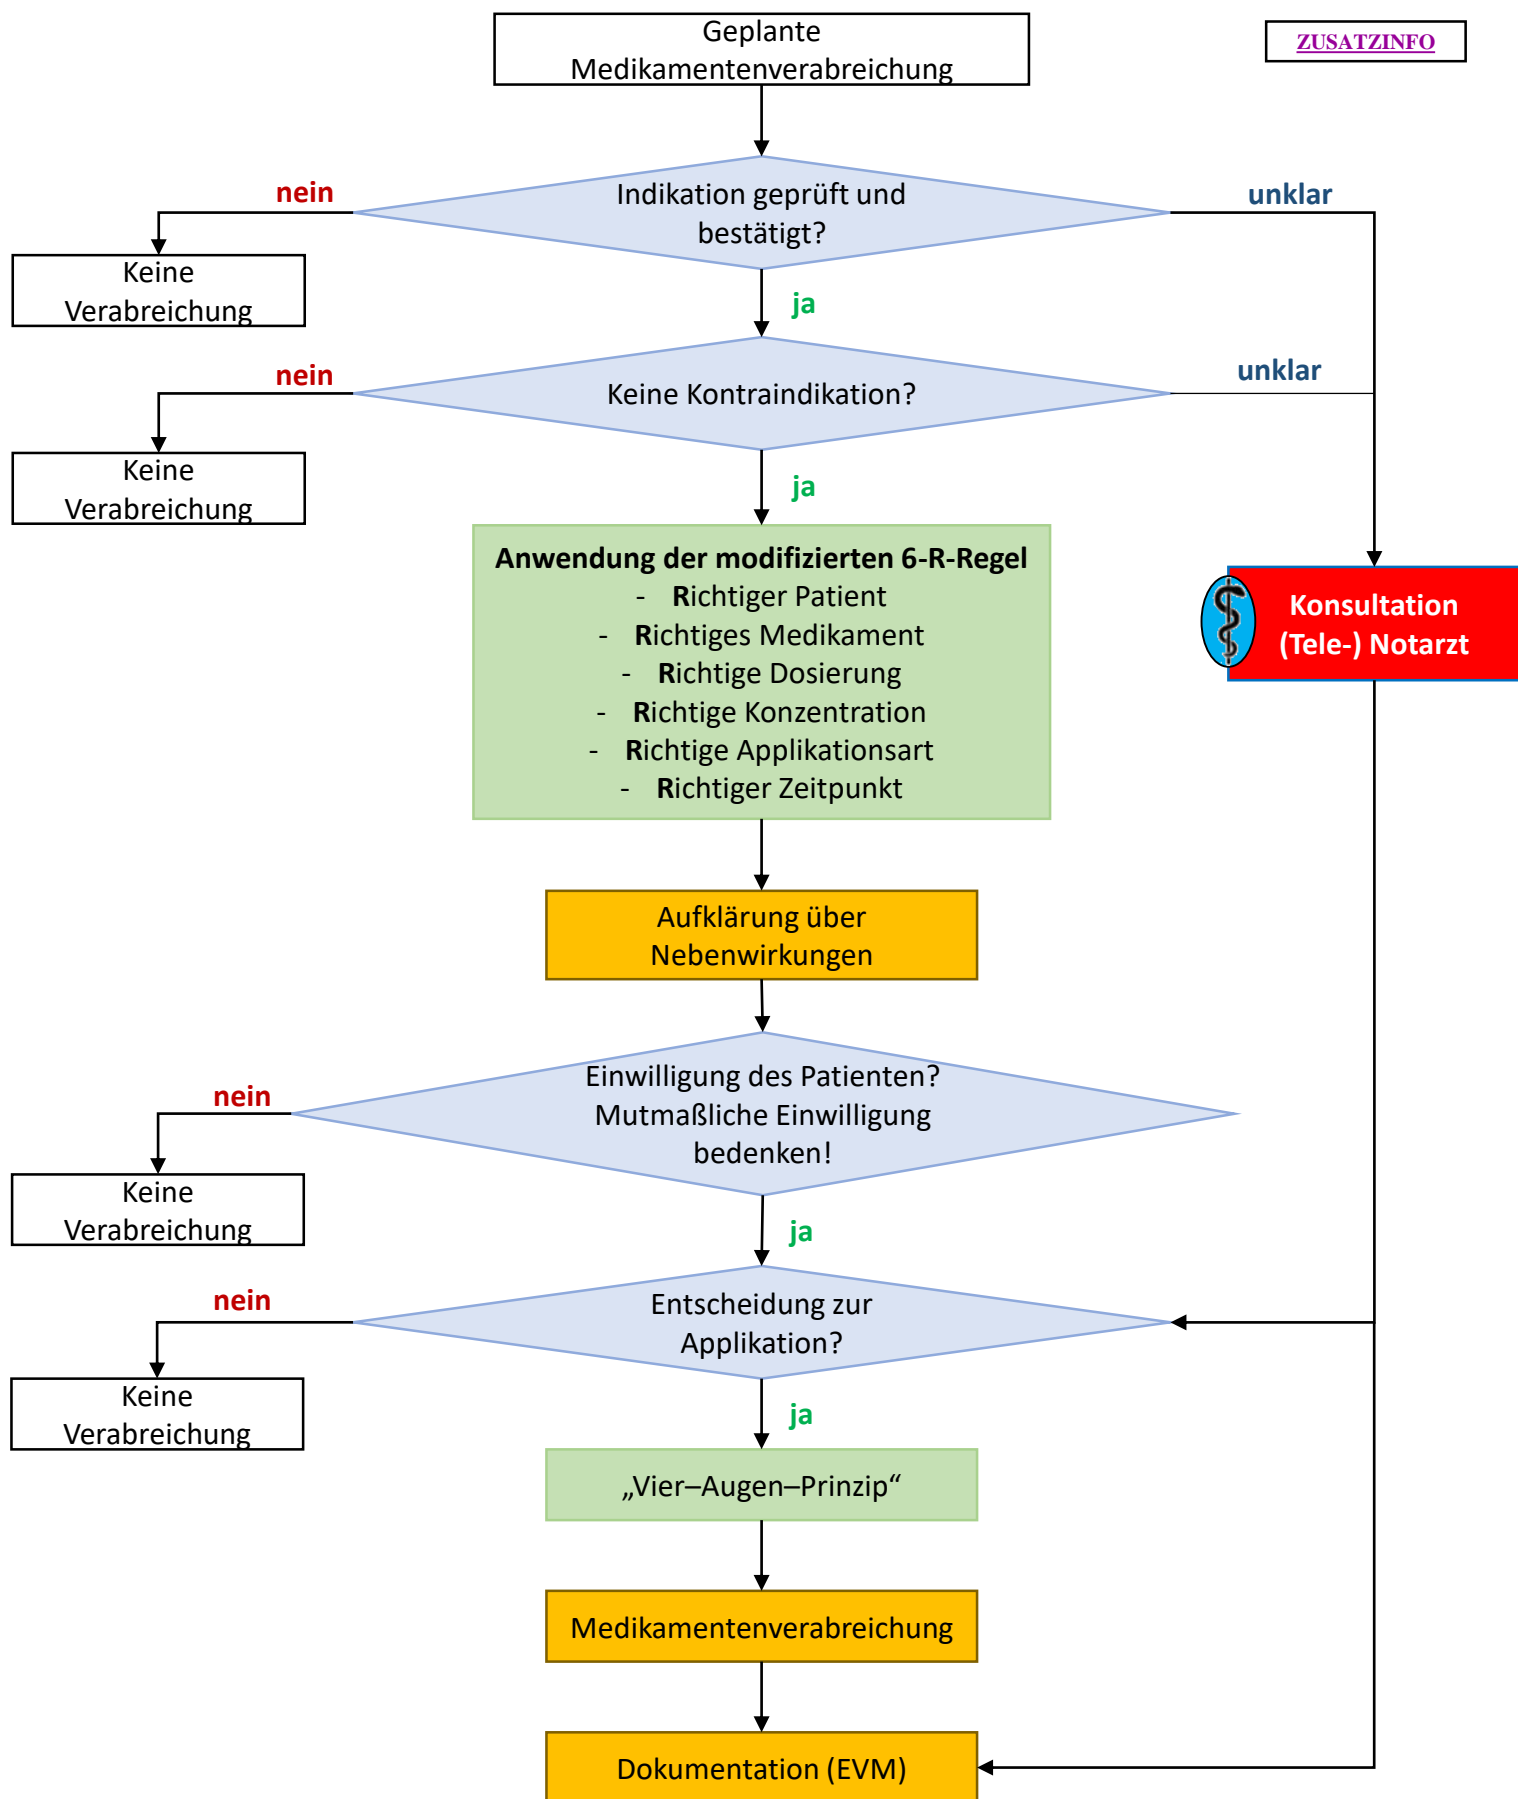 Geplante
Medikamentenverabreichung
ZUSATZINFO
nein
Indikation geprüft und
bestätigt?
unklar
Keine
Verabreichung
ja
nein
Keine Kontraindikation?
unklar
Keine
Verabreichung
ja
Anwendung der modifizierten 6-R-Regel
- Richtiger Patient
- Richtiges Medikament
- Richtige Dosierung
- Richtige Konzentration
- Richtige Applikationsart
- Richtiger Zeitpunkt
Konsultation
(Tele-) Notarzt
Aufklärung über
Nebenwirkungen
nein
Einwilligung des Patienten?
Mutmaßliche Einwilligung
bedenken!
Keine
Verabreichung
ja
nein
Entscheidung zur
Applikation?
Keine
Verabreichung
ja
„Vier–Augen–Prinzip“
Medikamentenverabreichung
Dokumentation (EVM)